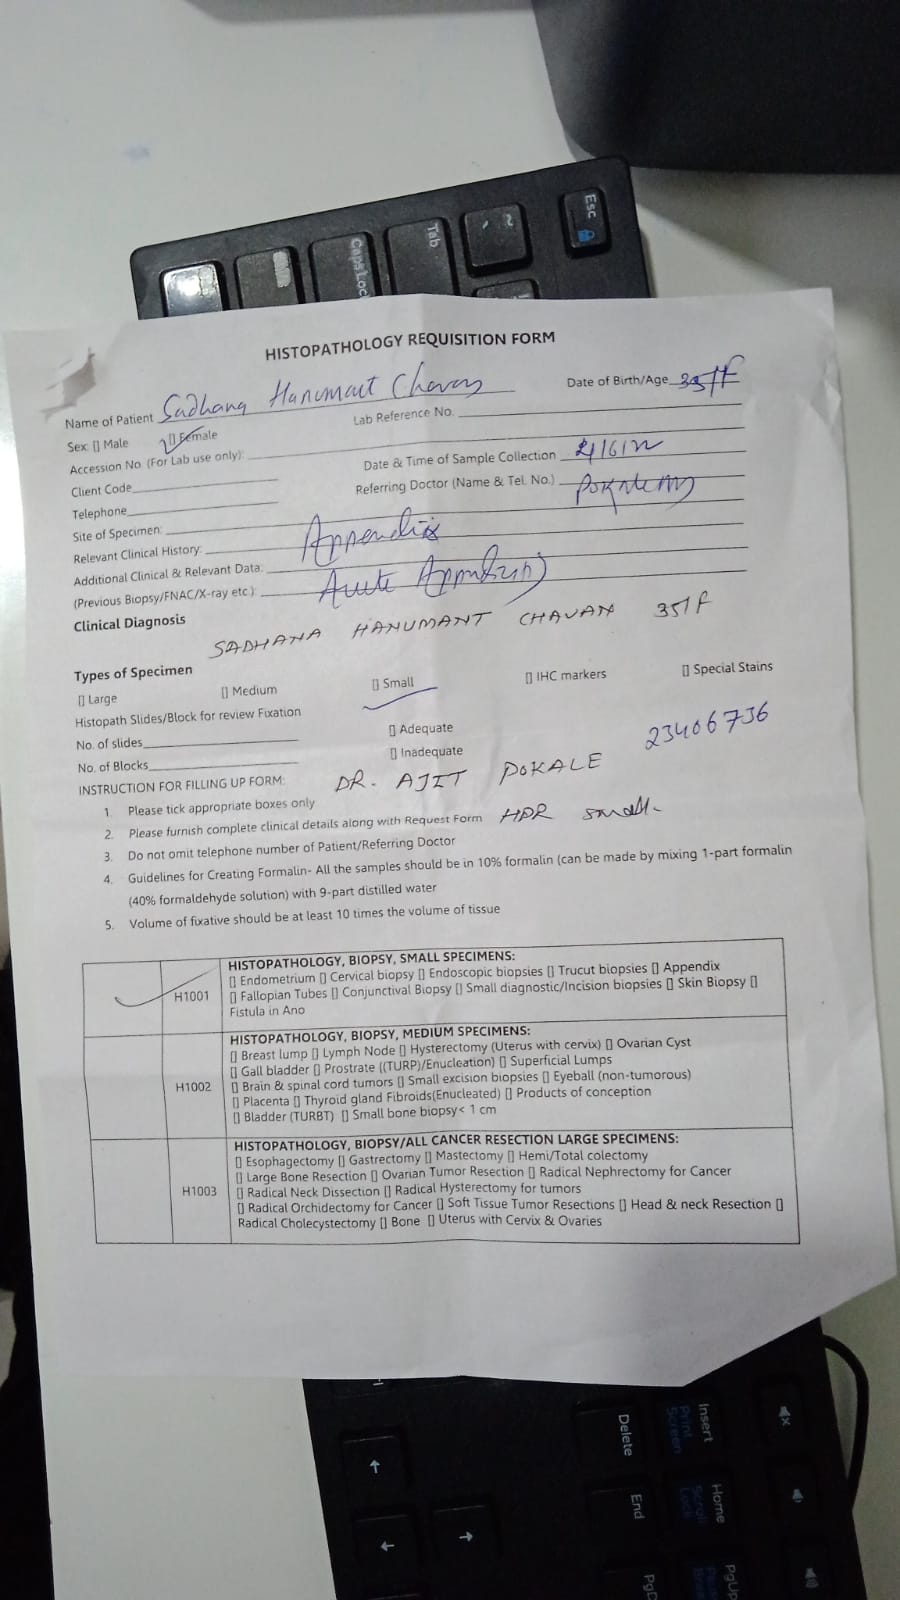 Esc
~
`
Tab
Caps Loc
HISTOPATHOLOGY REQUISITION FORM
Name of Patient Sadhana Hanumant Chavan Date of Birth/Age 35/F
Sex: [] Male [] Female Lab Reference No.
Accession No. (For Lab use only):
Client Code Date & Time of Sample Collection
Telephone Referring Doctor (Name & Tel. No.)
Site of Specimen:
Relevant Clinical History: Appendix
Additional Clinical & Relevant Data:
(Previous Biopsy/FNAC/X-ray etc): Acute
Clinical Diagnosis
SADHANA HANUMANT CHAVAN 35/F
Types of Specimen
[] Large [] Medium [] Small [] IHC markers [] Special Stains
Histopath Slides/Block for review Fixation
No. of slides [] Adequate
No. of Blocks [] Inadequate 23406736
INSTRUCTION FOR FILLING UP FORM: DR. AJIT POKALE
1. Please tick appropriate boxes only
2. Please furnish complete clinical details along with Request Form HPR small.
3. Do not omit telephone number of Patient/Referring Doctor
4. Guidelines for Creating Formalin- All the samples should be in 10% formalin (can be made by mixing 1-part formalin
(40% formaldehyde solution) with 9-part distilled water
5. Volume of fixative should be at least 10 times the volume of tissue
HISTOPATHOLOGY, BIOPSY, SMALL SPECIMENS:
[] Endometrium [] Cervical biopsy [] Endoscopic biopsies [] Trucut biopsies [] Appendix
H1001 [] Fallopian Tubes [] Conjunctival Biopsy [] Small diagnostic/Incision biopsies [] Skin Biopsy []
Fistula in Ano
HISTOPATHOLOGY, BIOPSY, MEDIUM SPECIMENS:
[] Breast lump [] Lymph Node [] Hysterectomy (Uterus with cervix) [] Ovarian Cyst
[] Gall bladder [] Prostrate ((TURP)/Enucleation) [] Superficial Lumps
H1002 [] Brain & spinal cord tumors [] Small excision biopsies [] Eyeball (non-tumorous)
[] Placenta [] Thyroid gland Fibroids(Enucleated) [] Products of conception
[] Bladder (TURBT) [] Small bone biopsy< 1 cm
HISTOPATHOLOGY, BIOPSY/ALL CANCER RESECTION LARGE SPECIMENS:
[] Esophagectomy [] Gastrectomy [] Mastectomy [] Hemi/Total colectomy
[] Large Bone Resection [] Ovarian Tumor Resection [] Radical Nephrectomy for Cancer
H1003 [] Radical Neck Dissection [] Radical Hysterectomy for tumors
[] Radical Orchidectomy for Cancer [] Soft Tissue Tumor Resections [] Head & neck Resection []
Radical Cholecystectomy [] Bone [] Uterus with Cervix & Ovaries
Insert
Print Screen
Delete
Home
Scroll Lock
End
PgUp
PgD